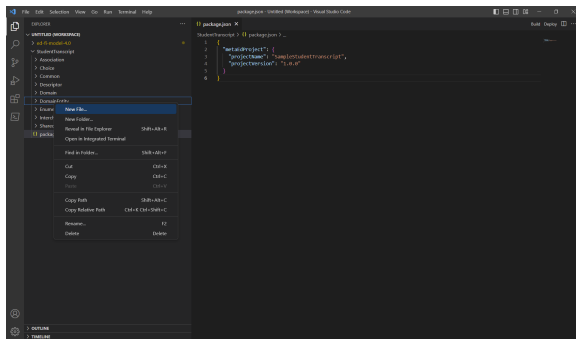 File Edit Selection View Go Run Terminal Help
package.json - Untitled (Workspace) - Visual Studio Code
EXPLORER
UNTITLED (WORKSPACE)
ed-fi-model-4.0
StudentTranscript
Association
Choice
Common
Descriptor
Domain
DomainEntity
Enume
Interch
Shared
packag
New File...
New Folder...
Reveal in File Explorer Shift+Alt+R
Open in Integrated Terminal
Find in Folder... Shift+Alt+F
Cut Ctrl+X
Copy Ctrl+C
Paste Ctrl+V
Copy Path Shift+Alt+C
Copy Relative Path Ctrl+K Ctrl+Shift+C
Rename... F2
Delete Delete
OUTLINE
TIMELINE
{} package.json ×
Build Deploy
StudentTranscript > {} package.json > ...
1 {
2 "metaEdProject": {
3 "projectName": "SampleStudentTranscript",
4 "projectVersion": "1.0.0"
5 }
6 }